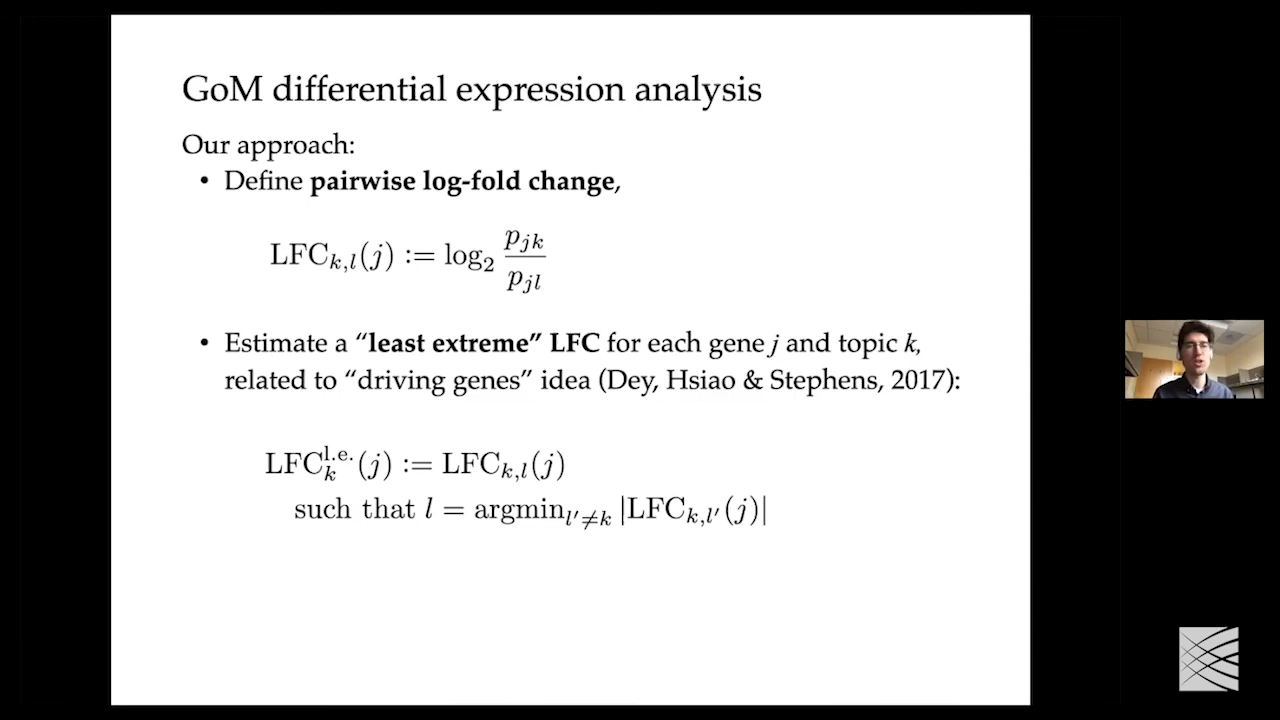 GoM differential expression analysis
Our approach:
• Define pairwise log-fold change,
LFC_{k,l}(j) := log_2 \frac{p_{jk}}{p_{jl}}
• Estimate a “least extreme” LFC for each gene j and topic k,
related to “driving genes” idea (Dey, Hsiao & Stephens, 2017):
LFC_k^{l.e.}(j) := LFC_{k,l}(j)
such that l = argmin_{l′≠k} |LFC_{k,l′}(j)|